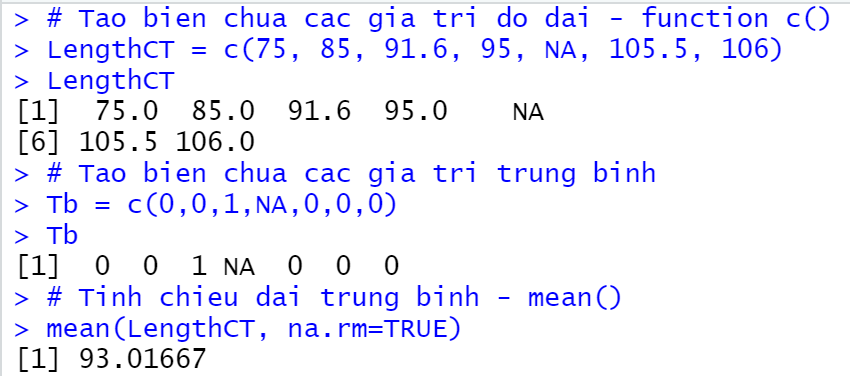 > # Tao bien chua cac gia tri do dai - function c()
> LengthCT = c(75, 85, 91.6, 95, NA, 105.5, 106)
> LengthCT
[1]  75.0  85.0  91.6  95.0    NA
[6] 105.5 106.0
> # Tao bien chua cac gia tri trung binh
> Tb = c(0,0,1,NA,0,0,0)
> Tb
[1]  0  0  1 NA  0  0  0
> # Tinh chieu dai trung binh - mean()
> mean(LengthCT, na.rm=TRUE)
[1] 93.01667